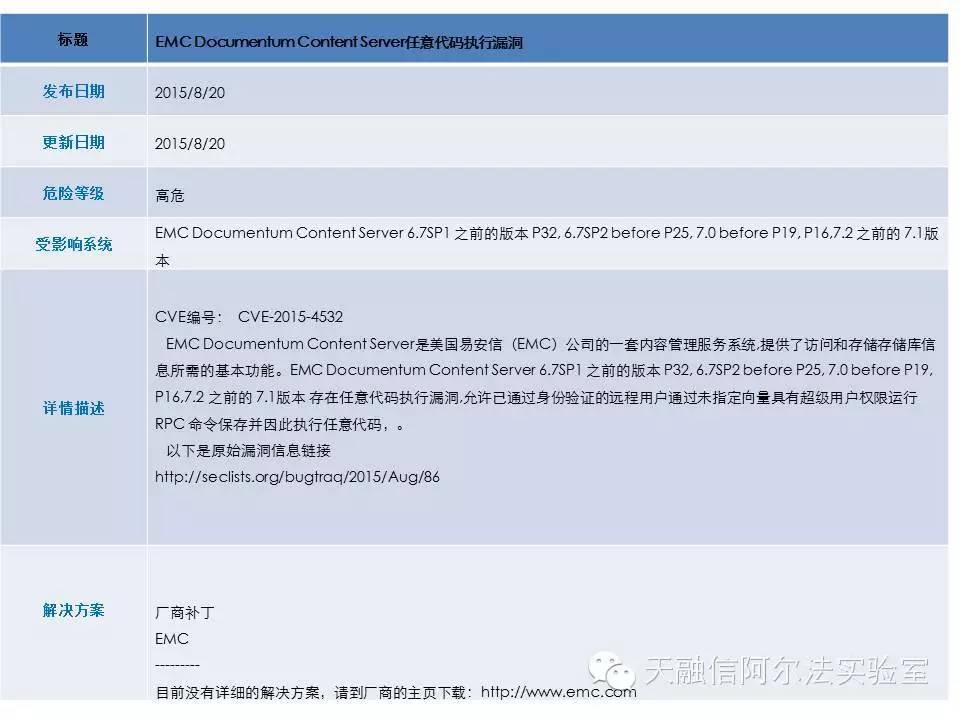 标题
EMC Documentum Content Server任意代码执行漏洞
发布日期
2015/8/20
更新日期
2015/8/20
危险等级
高危
受影响系统
EMC Documentum Content Server 6.7SP1 之前的版本 P32, 6.7SP2 before P25, 7.0 before P19, P16,7.2 之前的 7.1版
本
详情描述
CVE编号： CVE-2015-4532
EMC Documentum Content Server是美国易安信（EMC）公司的一套内容管理服务系统,提供了访问和存储存储库信
息所需的基本功能。EMC Documentum Content Server 6.7SP1 之前的版本 P32, 6.7SP2 before P25, 7.0 before P19,
P16,7.2 之前的 7.1版本 存在任意代码执行漏洞,允许已通过身份验证的远程用户通过未指定向量具有超级用户权限运行
RPC 命令保存并因此执行任意代码，。
以下是原始漏洞信息链接
http://seclists.org/bugtraq/2015/Aug/86
解决方案
厂商补丁
EMC
---------
目前没有详细的解决方案，请到厂商的主页下载：http://www.emc.com
天融信阿尔法实验室